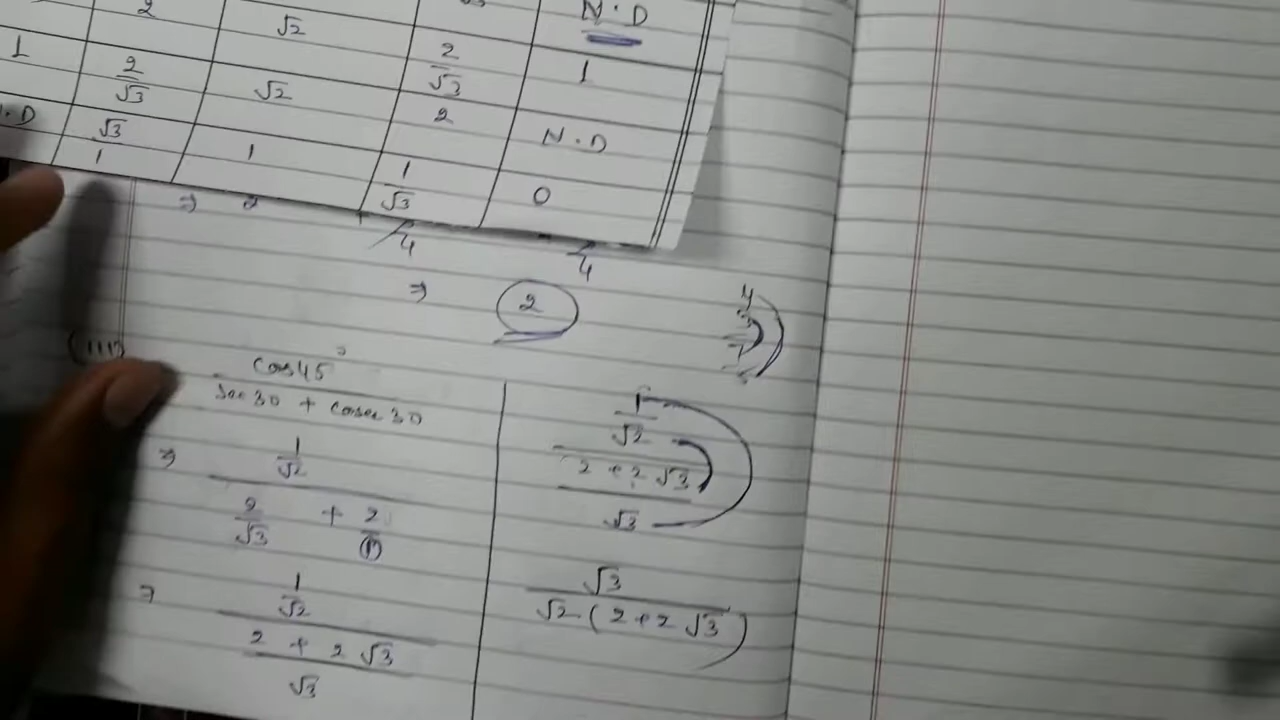 2 √2 N.D
1 2/√3 √2 2/√3 1
√3 2 N.D
1 1 1/√3 0
⇒
4 4
⇒ 2
(iii) cos45° / sec30 + cosec30
⇒ 1/√2 / 2/√3 + 2/(1)
⇒ 1/√2 / 2 + 2√3 / √3
1/√2 / 2 + 2√3 / √3
√3 / √2 (2 + 2√3)